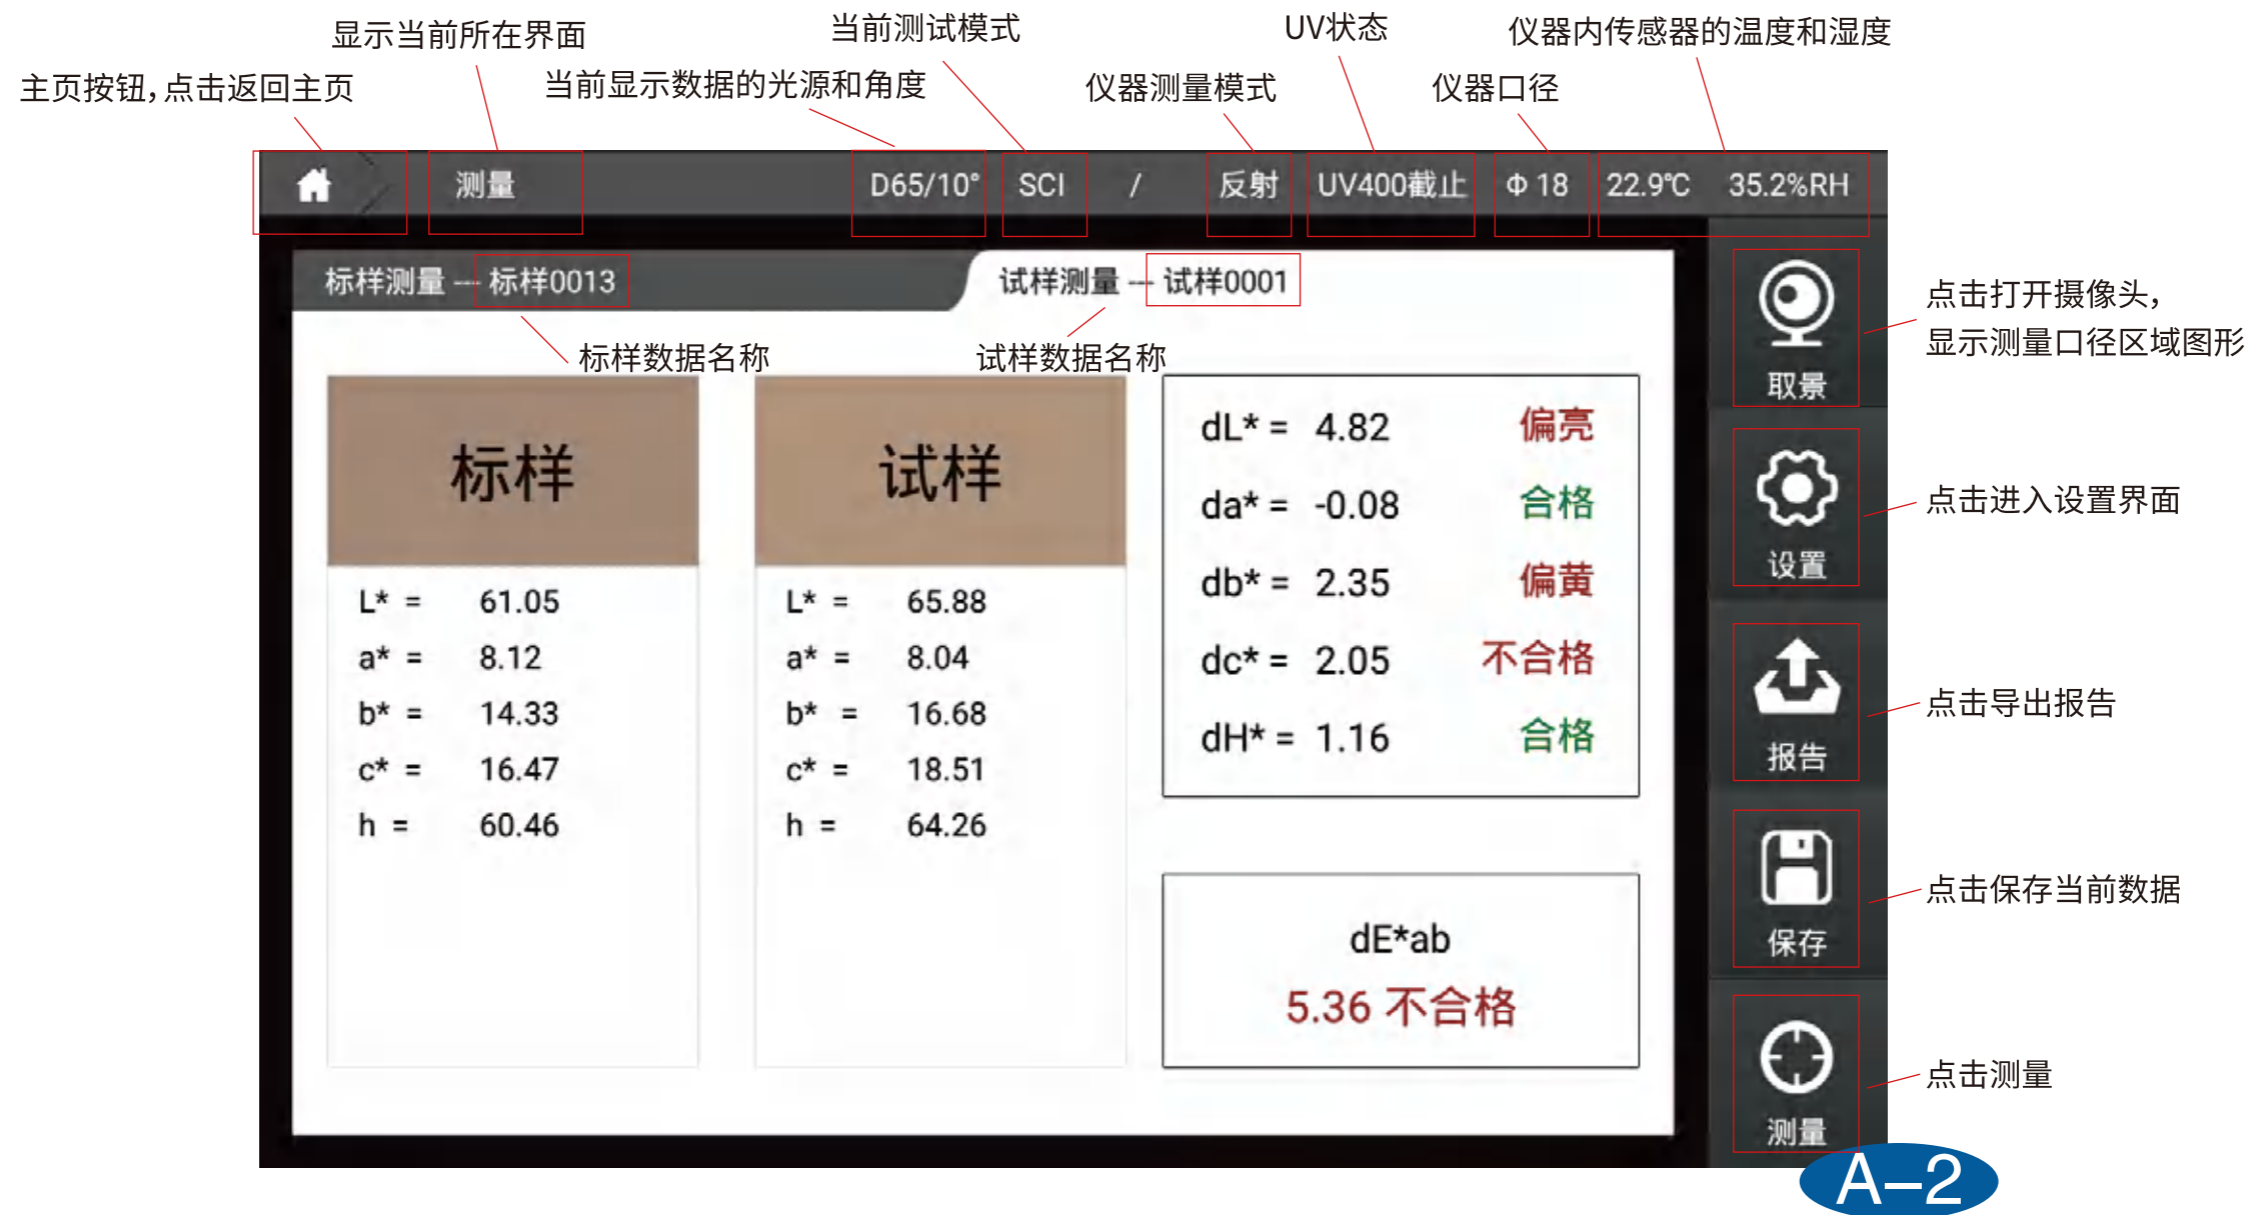 显示当前所在界面
当前测试模式
UV状态
仪器内传感器的温度和湿度
主页按钮,点击返回主页
当前显示数据的光源和角度
仪器测量模式
仪器口径
测量 D65/10° SCI / 反射 UV400截止 Φ 18 22.9℃ 35.2%RH
标样测量 --- 标样0013
试样测量 --- 试样0001
标样数据名称
试样数据名称
标样
L* = 61.05
a* = 8.12
b* = 14.33
c* = 16.47
h = 60.46
试样
L* = 65.88
a* = 8.04
b* = 16.68
c* = 18.51
h = 64.26
dL* = 4.82 偏亮
da* = -0.08 合格
db* = 2.35 偏黄
dc* = 2.05 不合格
dH* = 1.16 合格
dE*ab
5.36 不合格
取景
点击打开摄像头,
显示测量口径区域图形
设置
点击进入设置界面
报告
点击导出报告
保存
点击保存当前数据
测量
点击测量
A-2